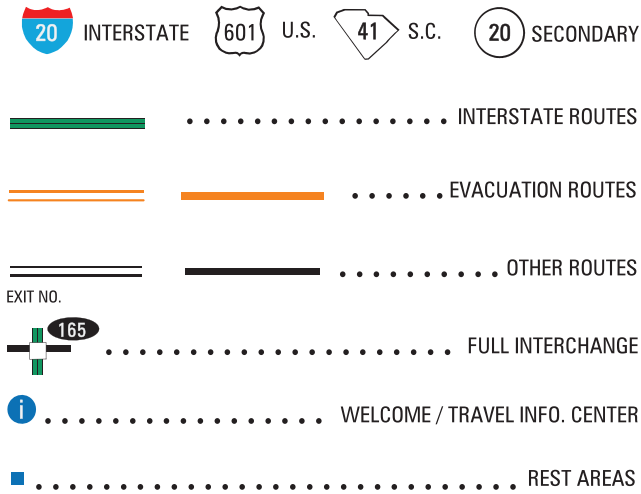 20 INTERSTATE 601 U.S. 41 S.C. 20 SECONDARY
INTERSTATE ROUTES
EVACUATION ROUTES
OTHER ROUTES
EXIT NO.
165
FULL INTERCHANGE
i WELCOME / TRAVEL INFO. CENTER
REST AREAS